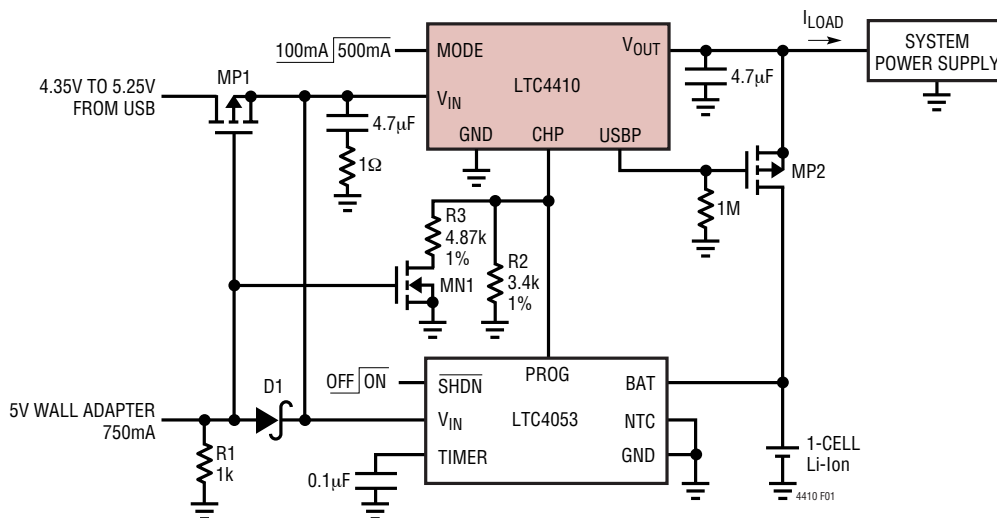 I_LOAD
100mA 500mA
MODE
V_OUT
SYSTEM
POWER SUPPLY
MP1
4.35V TO 5.25V
FROM USB
V_IN
LTC4410
4.7µF
4.7µF
GND
CHP
USBP
1Ω
MP2
1M
R3
4.87k
1%
R2
3.4k
1%
MN1
PROG
OFF ON
SHDN
BAT
D1
5V WALL ADAPTER
750mA
V_IN
LTC4053
NTC
R1
1k
TIMER
GND
1-CELL
Li-Ion
0.1µF
4410 F01